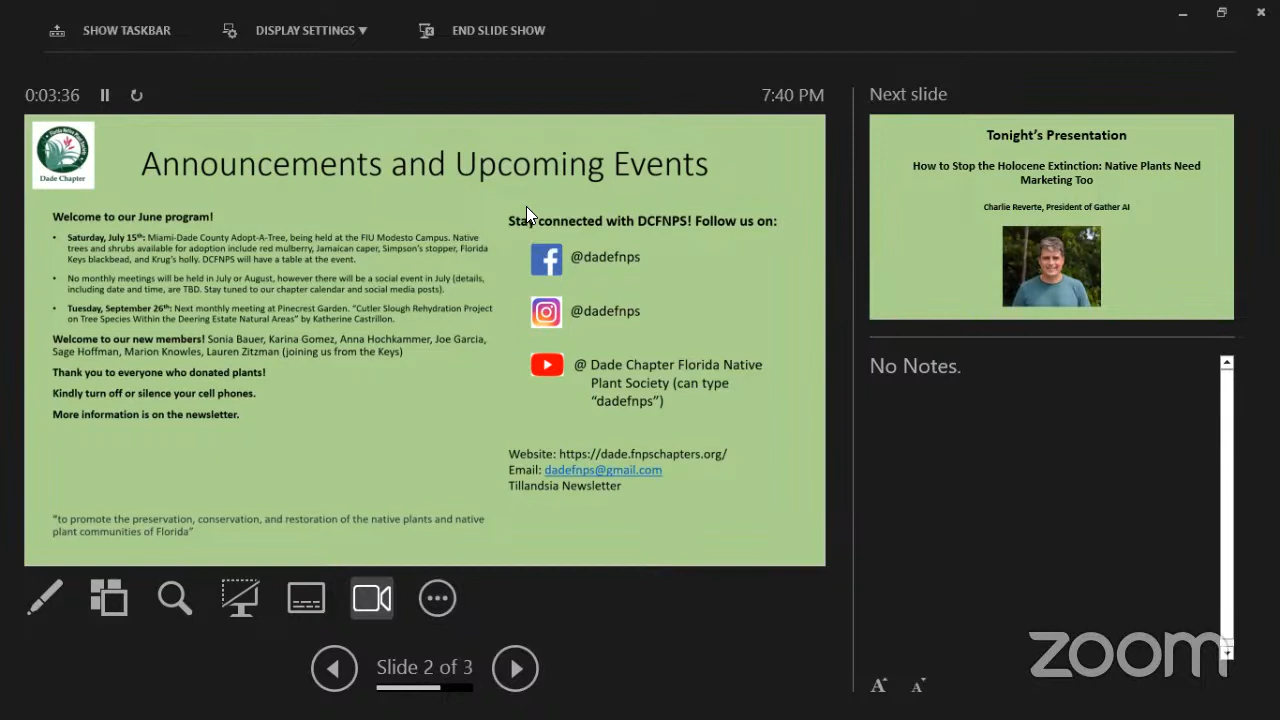 SHOW TASKBAR
DISPLAY SETTINGS ▼
END SLIDE SHOW
0:03:36
7:40 PM
Dade Chapter
Announcements and Upcoming Events
Welcome to our June program!
• Saturday, July 15th: Miami-Dade County Adopt-A-Tree, being held at the FIU Modesto Campus. Native
trees and shrubs available for adoption include red mulberry, Jamaican caper, Simpson's stopper, Florida
Keys blackbead, and Krug's holly. DCFNPS will have a table at the event.
• No monthly meetings will be held in July or August, however there will be a social event in July (details,
including date and time, are TBD. Stay tuned to our chapter calendar and social media posts).
• Tuesday, September 26th: Next monthly meeting at Pinecrest Garden. “Cutler Slough Rehydration Project
on Tree Species Within the Deering Estate Natural Areas” by Katherine Castrillon.
Welcome to our new members! Sonia Bauer, Karina Gomez, Anna Hochkammer, Joe Garcia,
Sage Hoffman, Marion Knowles, Lauren Zitzman (joining us from the Keys)
Thank you to everyone who donated plants!
Kindly turn off or silence your cell phones.
More information is on the newsletter.
“to promote the preservation, conservation, and restoration of the native plants and native
plant communities of Florida”
Stay connected with DCFNPS! Follow us on:
@dadefnps
@dadefnps
@ Dade Chapter Florida Native
Plant Society (can type
“dadefnps”)
Website: https://dade.fnpschapters.org/
Email: dadefnps@gmail.com
Tillandsia Newsletter
Slide 2 of 3
Next slide
Tonight's Presentation
How to Stop the Holocene Extinction: Native Plants Need
Marketing Too
Charlie Reverte, President of Gather AI
No Notes.
A A
zoom